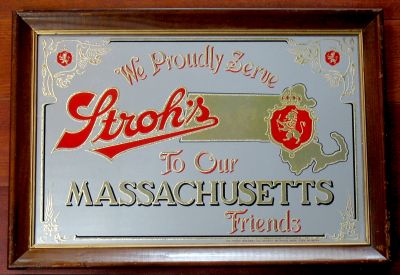 We Proudly Serve
Stroh's
To Our
MASSACHUSETTS
Friends